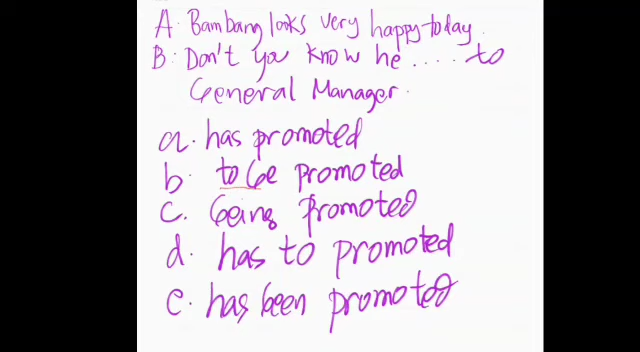 A. Bambang looks very happy today.
B. Don't you know he .... to
General Manager.
a. has promoted
b. to be promoted
c. being promoted
d. has to promoted
e. has been promoted